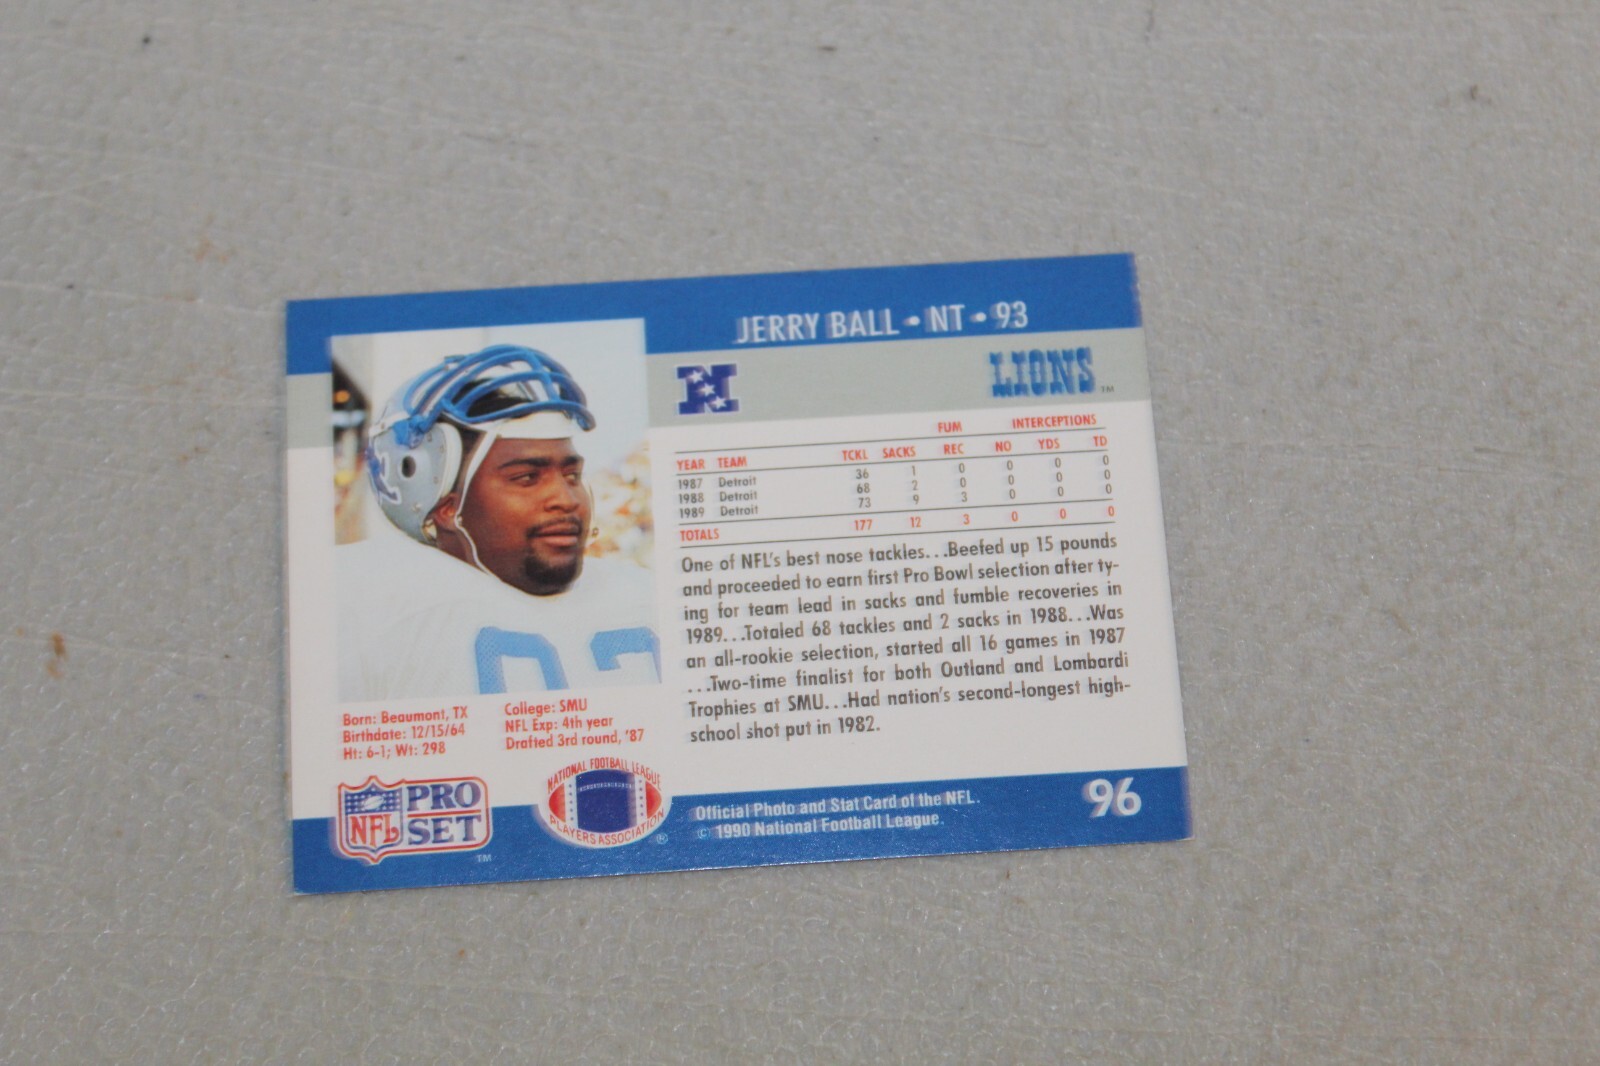 JERRY BALL • NT • 93
LIONS TM
FUM INTERCEPTIONS
YEAR TEAM TCKL SACKS REC NO YDS TD
1987 Detroit 36 1 0 0 0 0
1988 Detroit 68 2 0 0 0 0
1989 Detroit 73 9 3 0 0 0
TOTALS 177 12 3 0 0 0
One of NFL's best nose tackles...Beefed up 15 pounds
and proceeded to earn first Pro Bowl selection after ty-
ing for team lead in sacks and fumble recoveries in
1989...Totaled 68 tackles and 2 sacks in 1988...Was
an all-rookie selection, started all 16 games in 1987
...Two-time finalist for both Outland and Lombardi
Trophies at SMU...Had nation's second-longest high-
school shot put in 1982.
Born: Beaumont, TX
Birthdate: 12/15/64
Ht: 6-1; Wt: 298
College: SMU
NFL Exp: 4th year
Drafted 3rd round, '87
NFL PRO
SET TM
NATIONAL FOOTBALL LEAGUE
PLAYERS ASSOCIATION ®
Official Photo and Stat Card of the NFL.
© 1990 National Football League.
96